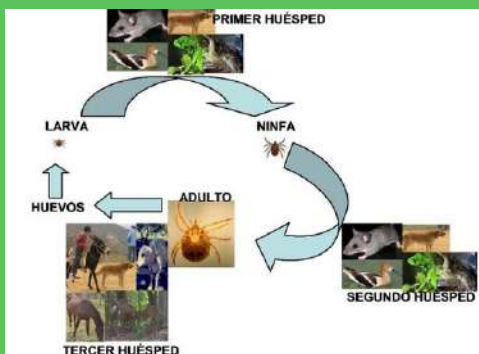 PRIMER HUÉSPED
LARVA
NINFA
ADULTO
HUEVOS
SEGUNDO HUÉSPED
TERCER HUÉSPED